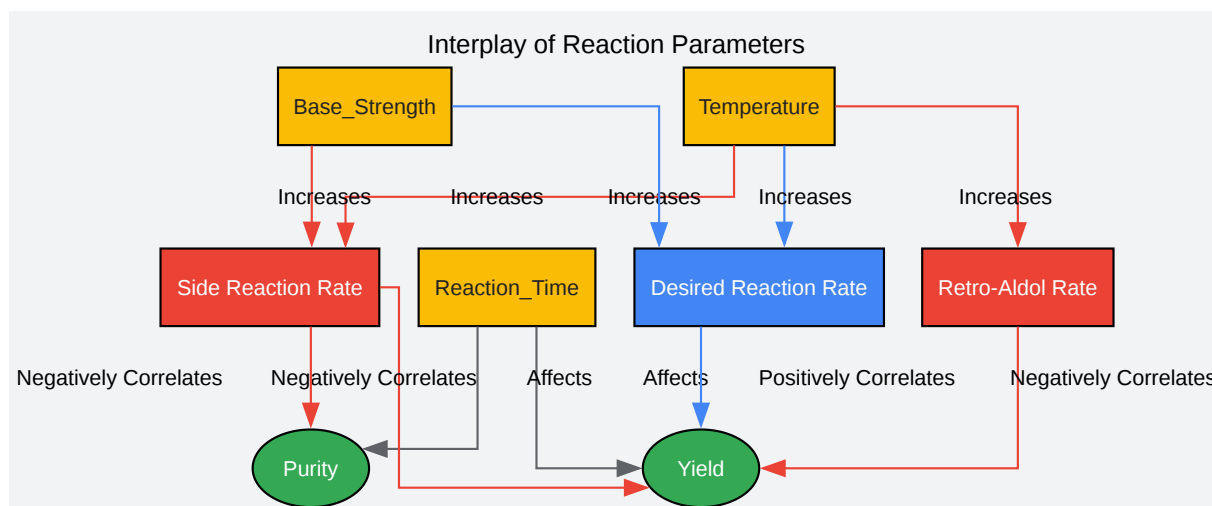 Interplay of Reaction Parameters
Base_Strength
Temperature
Increases
Increases
Increases
Increases
Increases
Side Reaction Rate
Reaction_Time
Desired Reaction Rate
Retro-Aldol Rate
Negatively Correlates
Negatively Correlates
Affects
Affects
Positively Correlates
Negatively Correlates
Purity
Yield